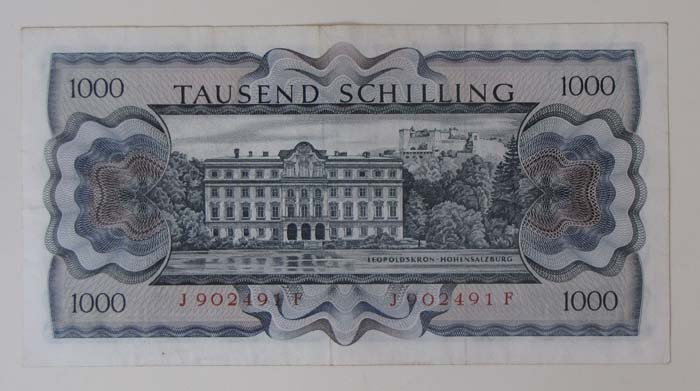 1000 1000
TAUSEND SCHILLING
LEOPOLDSKRON-HOHENSALZBURG
J 902491 F J 902491 F
1000 1000